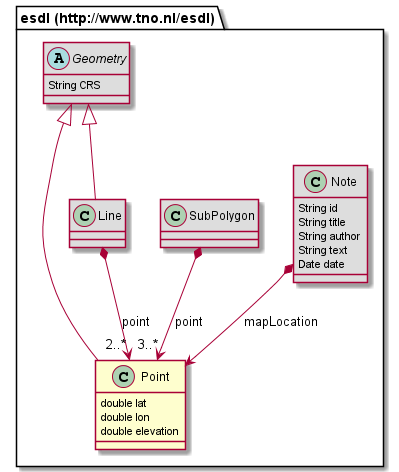 esdl (http://www.tno.nl/esdl)
A Geometry
String CRS
C Line
C SubPolygon
C Note
String id
String title
String author
String text
Date date
point
point
mapLocation
2..*
3..*
C Point
double lat
double lon
double elevation